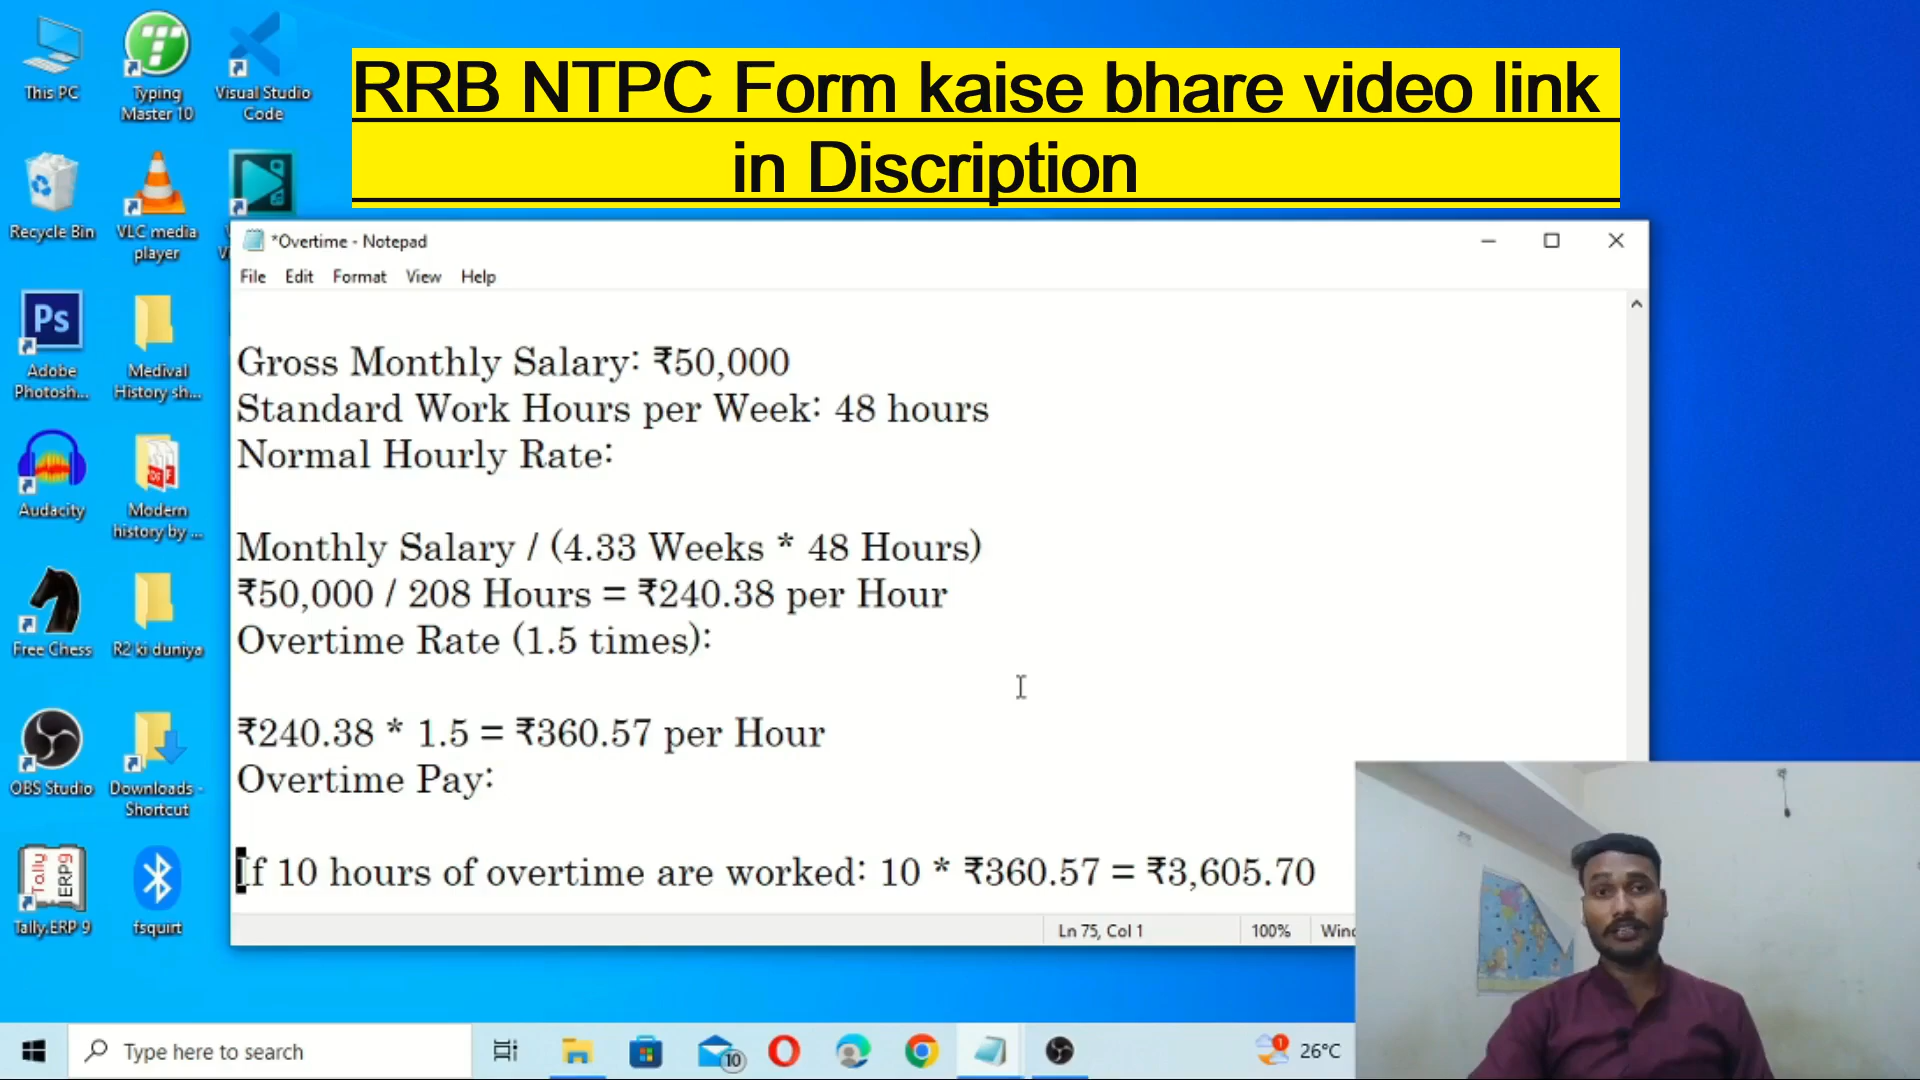 RRB NTPC Form kaise bhare video link
in Discription
This PC
Typing
Master 10
Visual Studio
Code
Recycle Bin
VLC media
player
Adobe
Photosh...
Medival
History sh...
Audacity
Modern
history by ...
Free Chess
R2 ki duniya
OBS Studio
Downloads -
Shortcut
Tally.ERP 9
fsquirt
Ps
Tally
ERP9
*Overtime - Notepad
File Edit Format View Help
Gross Monthly Salary: ₹50,000
Standard Work Hours per Week: 48 hours
Normal Hourly Rate:
Monthly Salary / (4.33 Weeks * 48 Hours)
₹50,000 / 208 Hours = ₹240.38 per Hour
Overtime Rate (1.5 times):
₹240.38 * 1.5 = ₹360.57 per Hour
Overtime Pay:
If 10 hours of overtime are worked: 10 * ₹360.57 = ₹3,605.70
Ln 75, Col 1 100% Wind
Type here to search
10
1
26°C